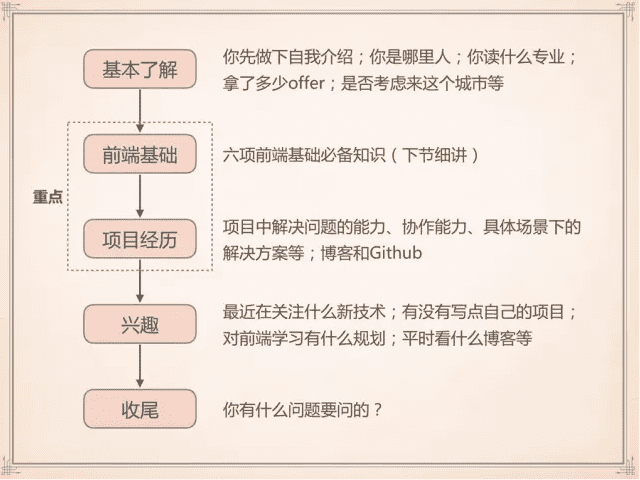 基本了解
你先做下自我介绍；你是哪里人；你读什么专业；
拿了多少offer；是否考虑来这个城市等
重点
前端基础
六项前端基础必备知识（下节细讲）
项目经历
项目中解决问题的能力、协作能力、具体场景下的
解决方案等；博客和Github
兴趣
最近在关注什么新技术；有没有写点自己的项目；
对前端学习有什么规划；平时看什么博客等
收尾
你有什么问题要问的？